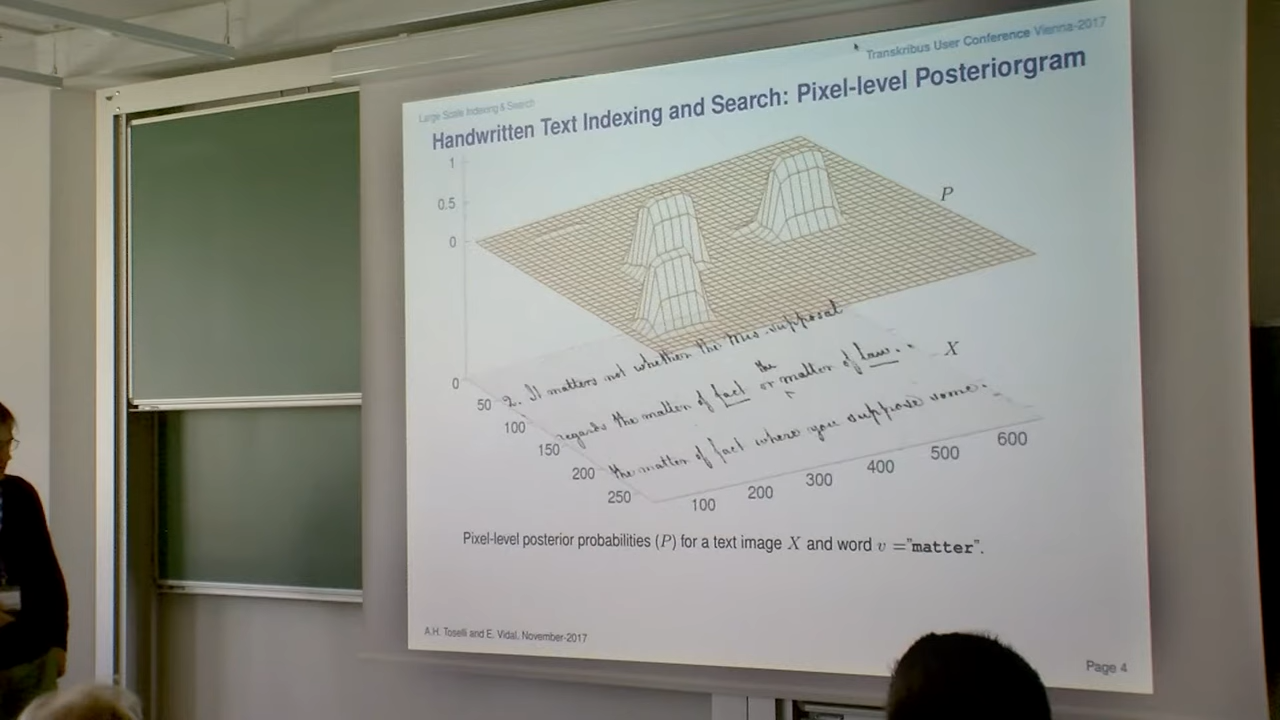 Transkribus User Conference Vienna-2017
Large Scale Indexing & Search
Handwritten Text Indexing and Search: Pixel-level Posteriorgram
1
0.5
0
P
0
50
100
150
200
250
2. It matters not whether the Mis-supposal
the
regards the matter of fact or matter of law.
the matter of fact where you suppose some
X
100
200
300
400
500
600
Pixel-level posterior probabilities (P) for a text image X and word v ="matter".
A.H. Toselli and E. Vidal, November-2017
Page 4